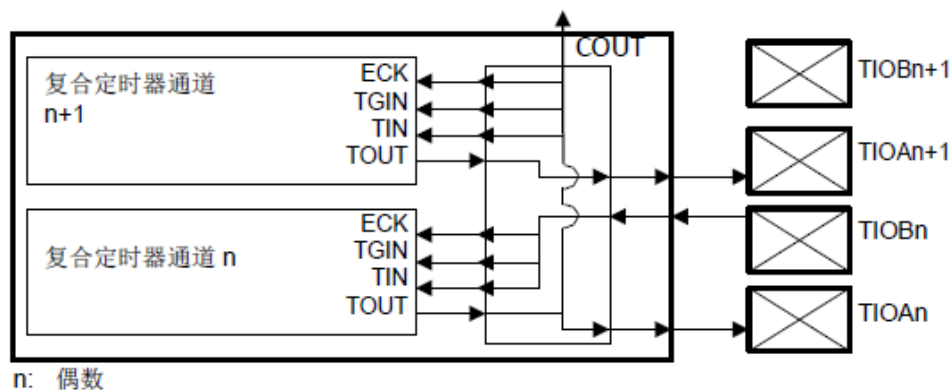 COUT
复合定时器通道
n+1
ECK
TGIN
TIN
TOUT
TIOBn+1
TIOAn+1
复合定时器通道 n
ECK
TGIN
TIN
TOUT
TIOBn
TIOAn
n: 偶数